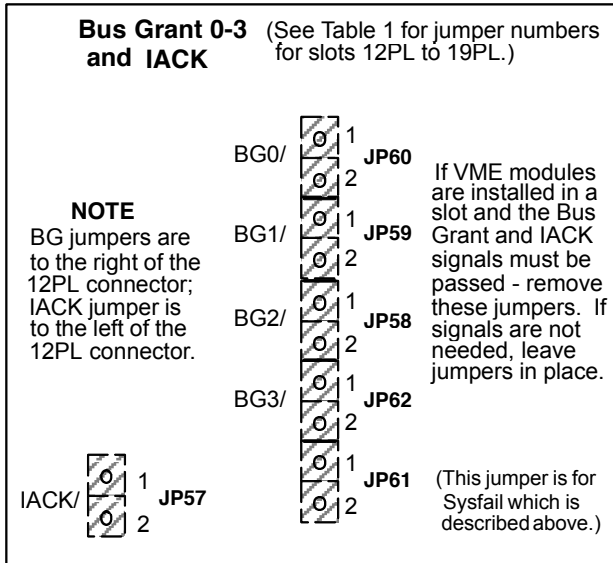 Bus Grant 0-3 (See Table 1 for jumper numbers
and IACK for slots 12PL to 19PL.)
NOTE
BG jumpers are
to the right of the
12PL connector;
IACK jumper is
to the left of the
12PL connector.
BG0/ 1 JP60
2
BG1/ 1 JP59
2
BG2/ 1 JP58
2
BG3/ 1 JP62
2
1 JP61
2
If VME modules
are installed in a
slot and the Bus
Grant and IACK
signals must be
passed - remove
these jumpers. If
signals are not
needed, leave
jumpers in place.
IACK/ 1 JP57
2
(This jumper is for
Sysfail which is
described above.)